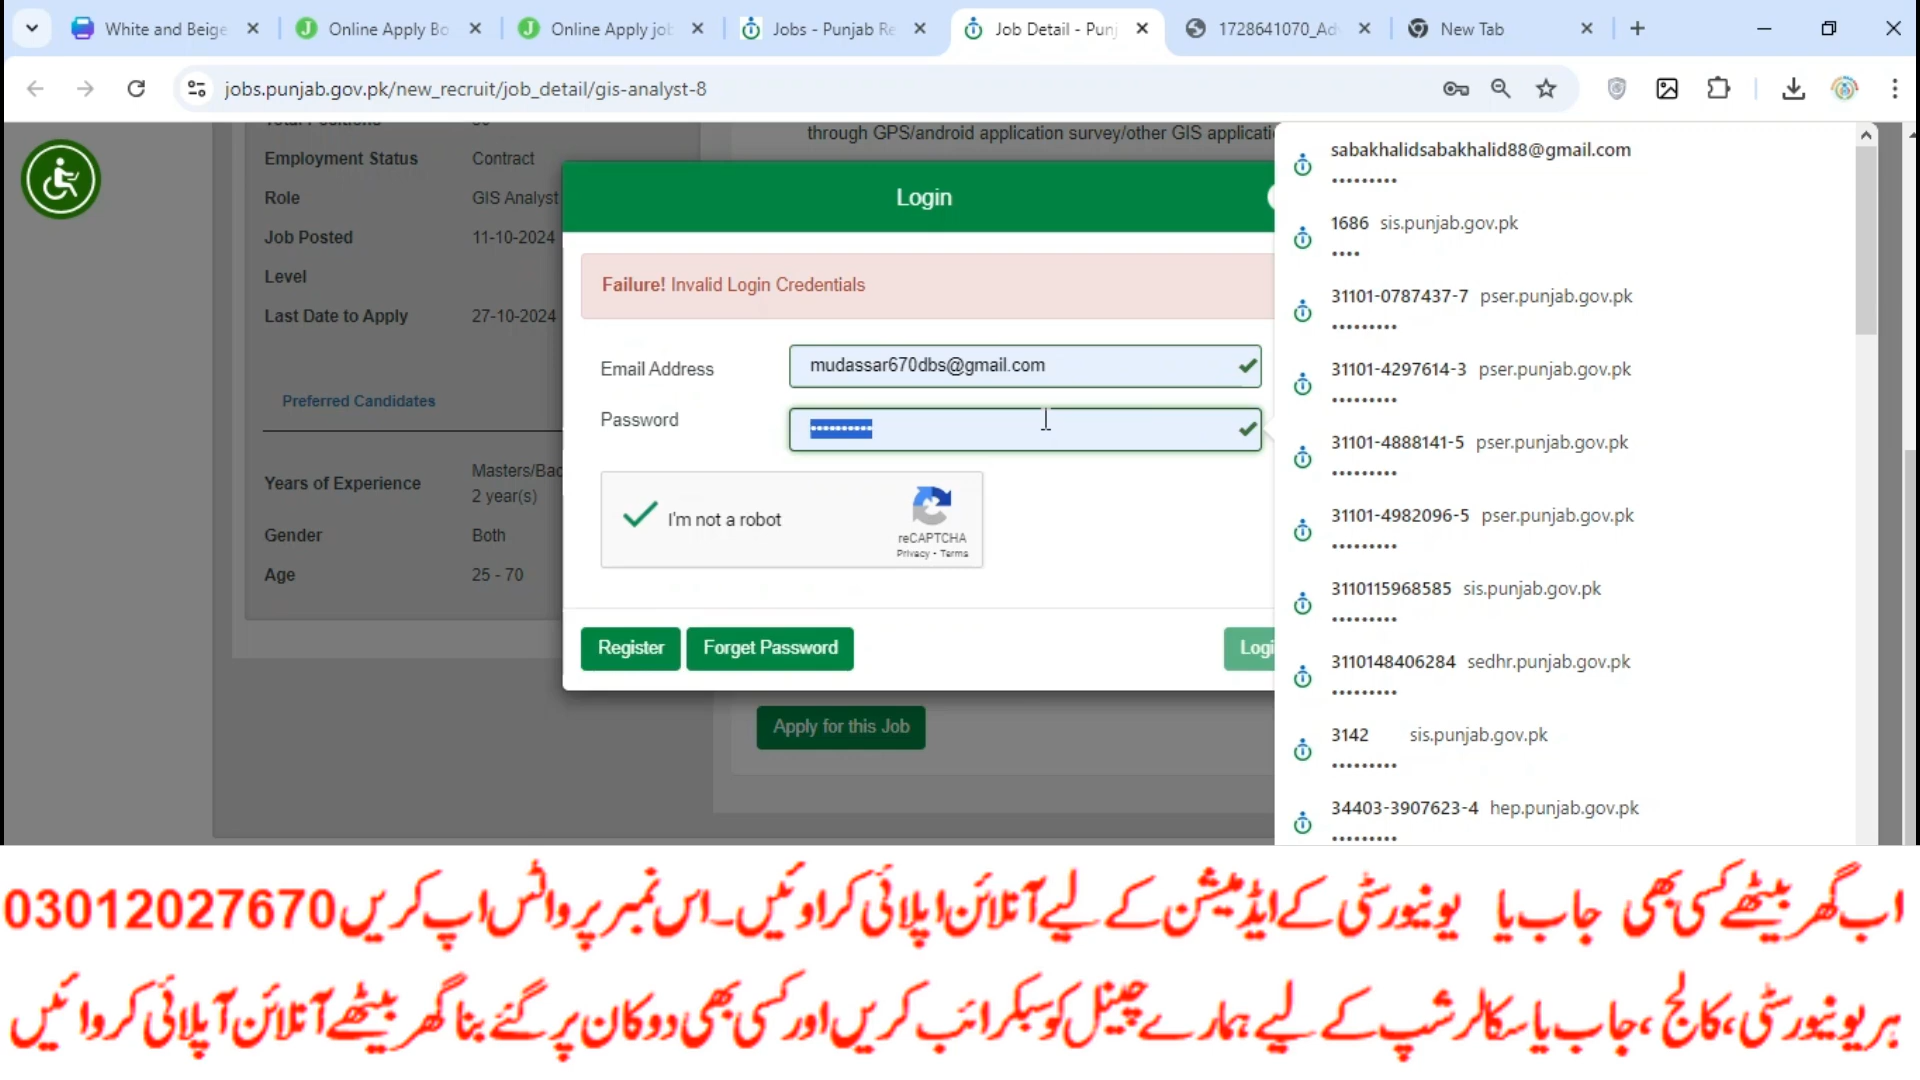 White and Beige
Online Apply Bo
Online Apply jo
Jobs - Punjab Re
Job Detail - Punj
1728641070_Ad
New Tab
jobs.punjab.gov.pk/new_recruit/job_detail/gis-analyst-8
through GPS/android application survey/other GIS applicati
Employment Status Contract
Role GIS Analyst
Job Posted 11-10-2024
Level
Last Date to Apply 27-10-2024
Preferred Candidates
Years of Experience Masters/Bac
2 year(s)
Gender Both
Age 25 - 70
Login
Failure! Invalid Login Credentials
Email Address mudassar670dbs@gmail.com
Password ••••••••••
I'm not a robot
reCAPTCHA
Privacy - Terms
Register Forget Password Logi
Apply for this Job
sabakhalidsabakhalid88@gmail.com
•••••••••
1686 sis.punjab.gov.pk
••••
31101-0787437-7 pser.punjab.gov.pk
•••••••••
31101-4297614-3 pser.punjab.gov.pk
•••••••••
31101-4888141-5 pser.punjab.gov.pk
•••••••••
31101-4982096-5 pser.punjab.gov.pk
•••••••••
3110115968585 sis.punjab.gov.pk
•••••••••
3110148406284 sedhr.punjab.gov.pk
•••••••••
3142 sis.punjab.gov.pk
•••••••••
34403-3907623-4 hep.punjab.gov.pk
•••••••••
اب گھر بیٹھے کسی بھی جاب یا یونیورسٹی کے ایڈمیشن کے لیے آنلائن اپلائی کراوئیں۔اس نمبر پر واٹس اپ کریں 03012027670
ہر یونیورسٹی، کالج ،جاب یا سکالرشپ کے لیے ہمارے چینل کو سبکرائب کریں اور کسی بھی دوکان پر گئے بنا گھر بیٹھے آنلائن آپلائی کروائیں